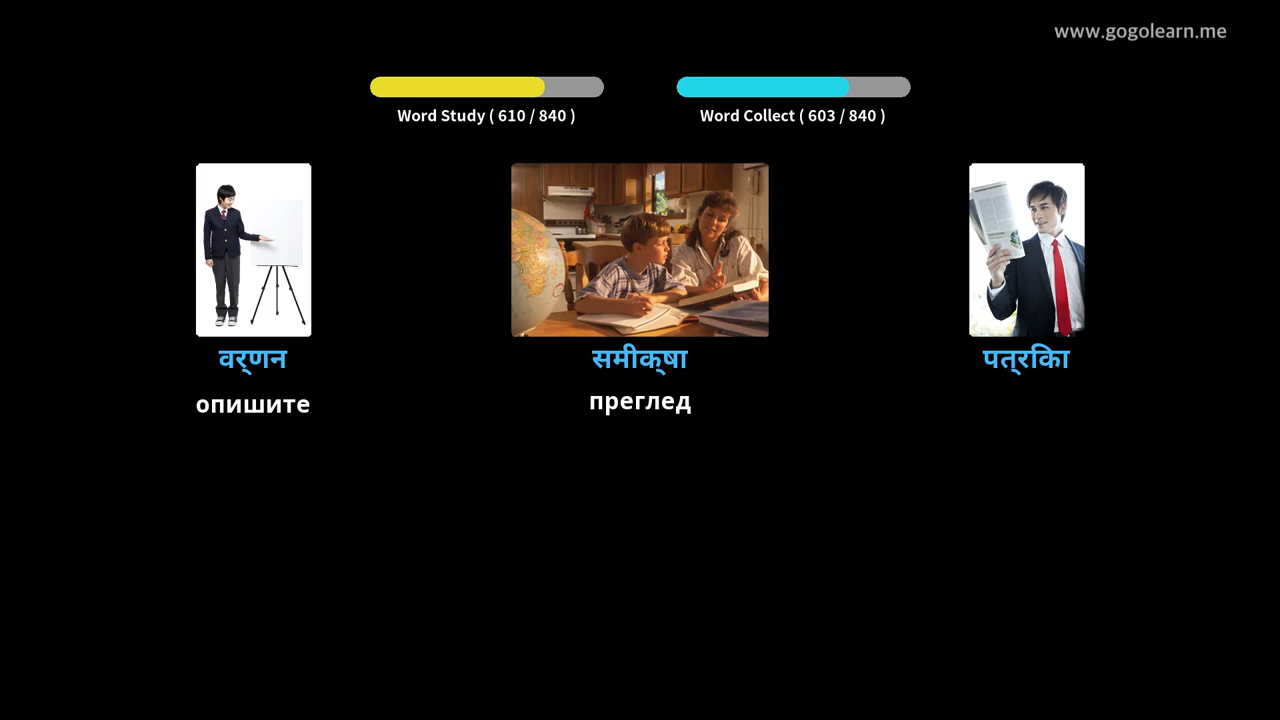 www.gogolearn.me
Word Study ( 610 / 840 )
Word Collect ( 603 / 840 )
वर्णन
समीक्षा
पत्रिका
опишите
преглед